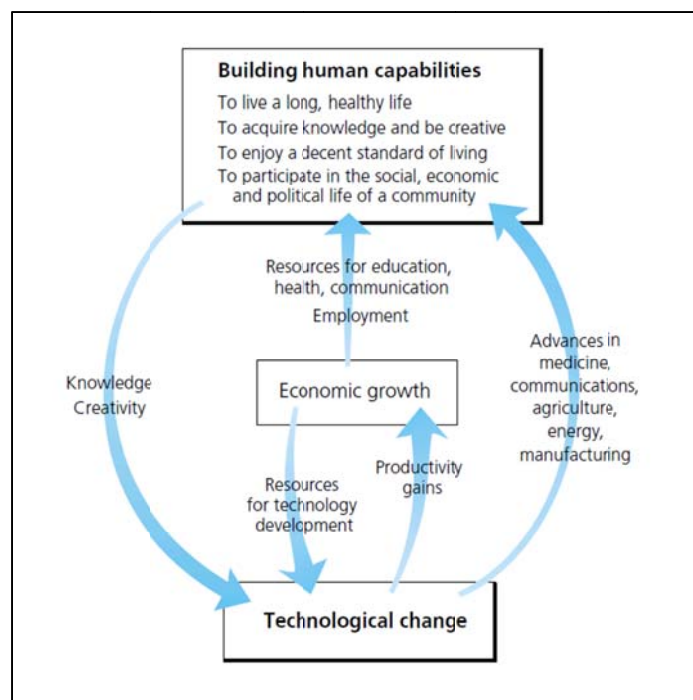 Building human capabilities
To live a long, healthy life
To acquire knowledge and be creative
To enjoy a decent standard of living
To participate in the social, economic
and political life of a community
Resources for education,
health, communication
Employment
Knowledge
Creativity
Economic growth
Advances in
medicine,
communications,
agriculture,
energy,
manufacturing
Resources
for technology
development
Productivity
gains
Technological change